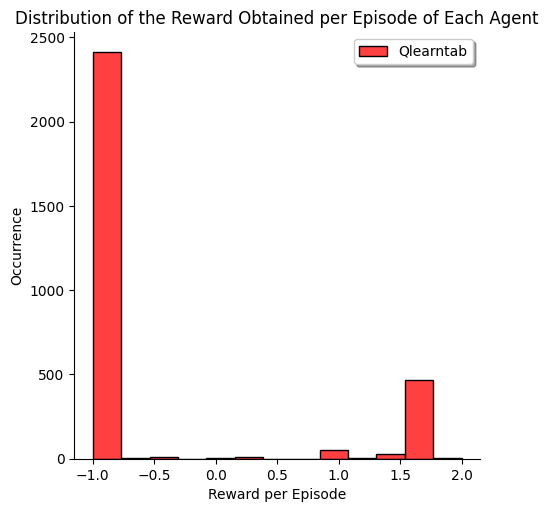 Distribution of the Reward Obtained per Episode of Each Agent
Qlearntab
2500
2000
1500
1000
500
0
Occurrence
−1.0 −0.5 0.0 0.5 1.0 1.5 2.0
Reward per Episode